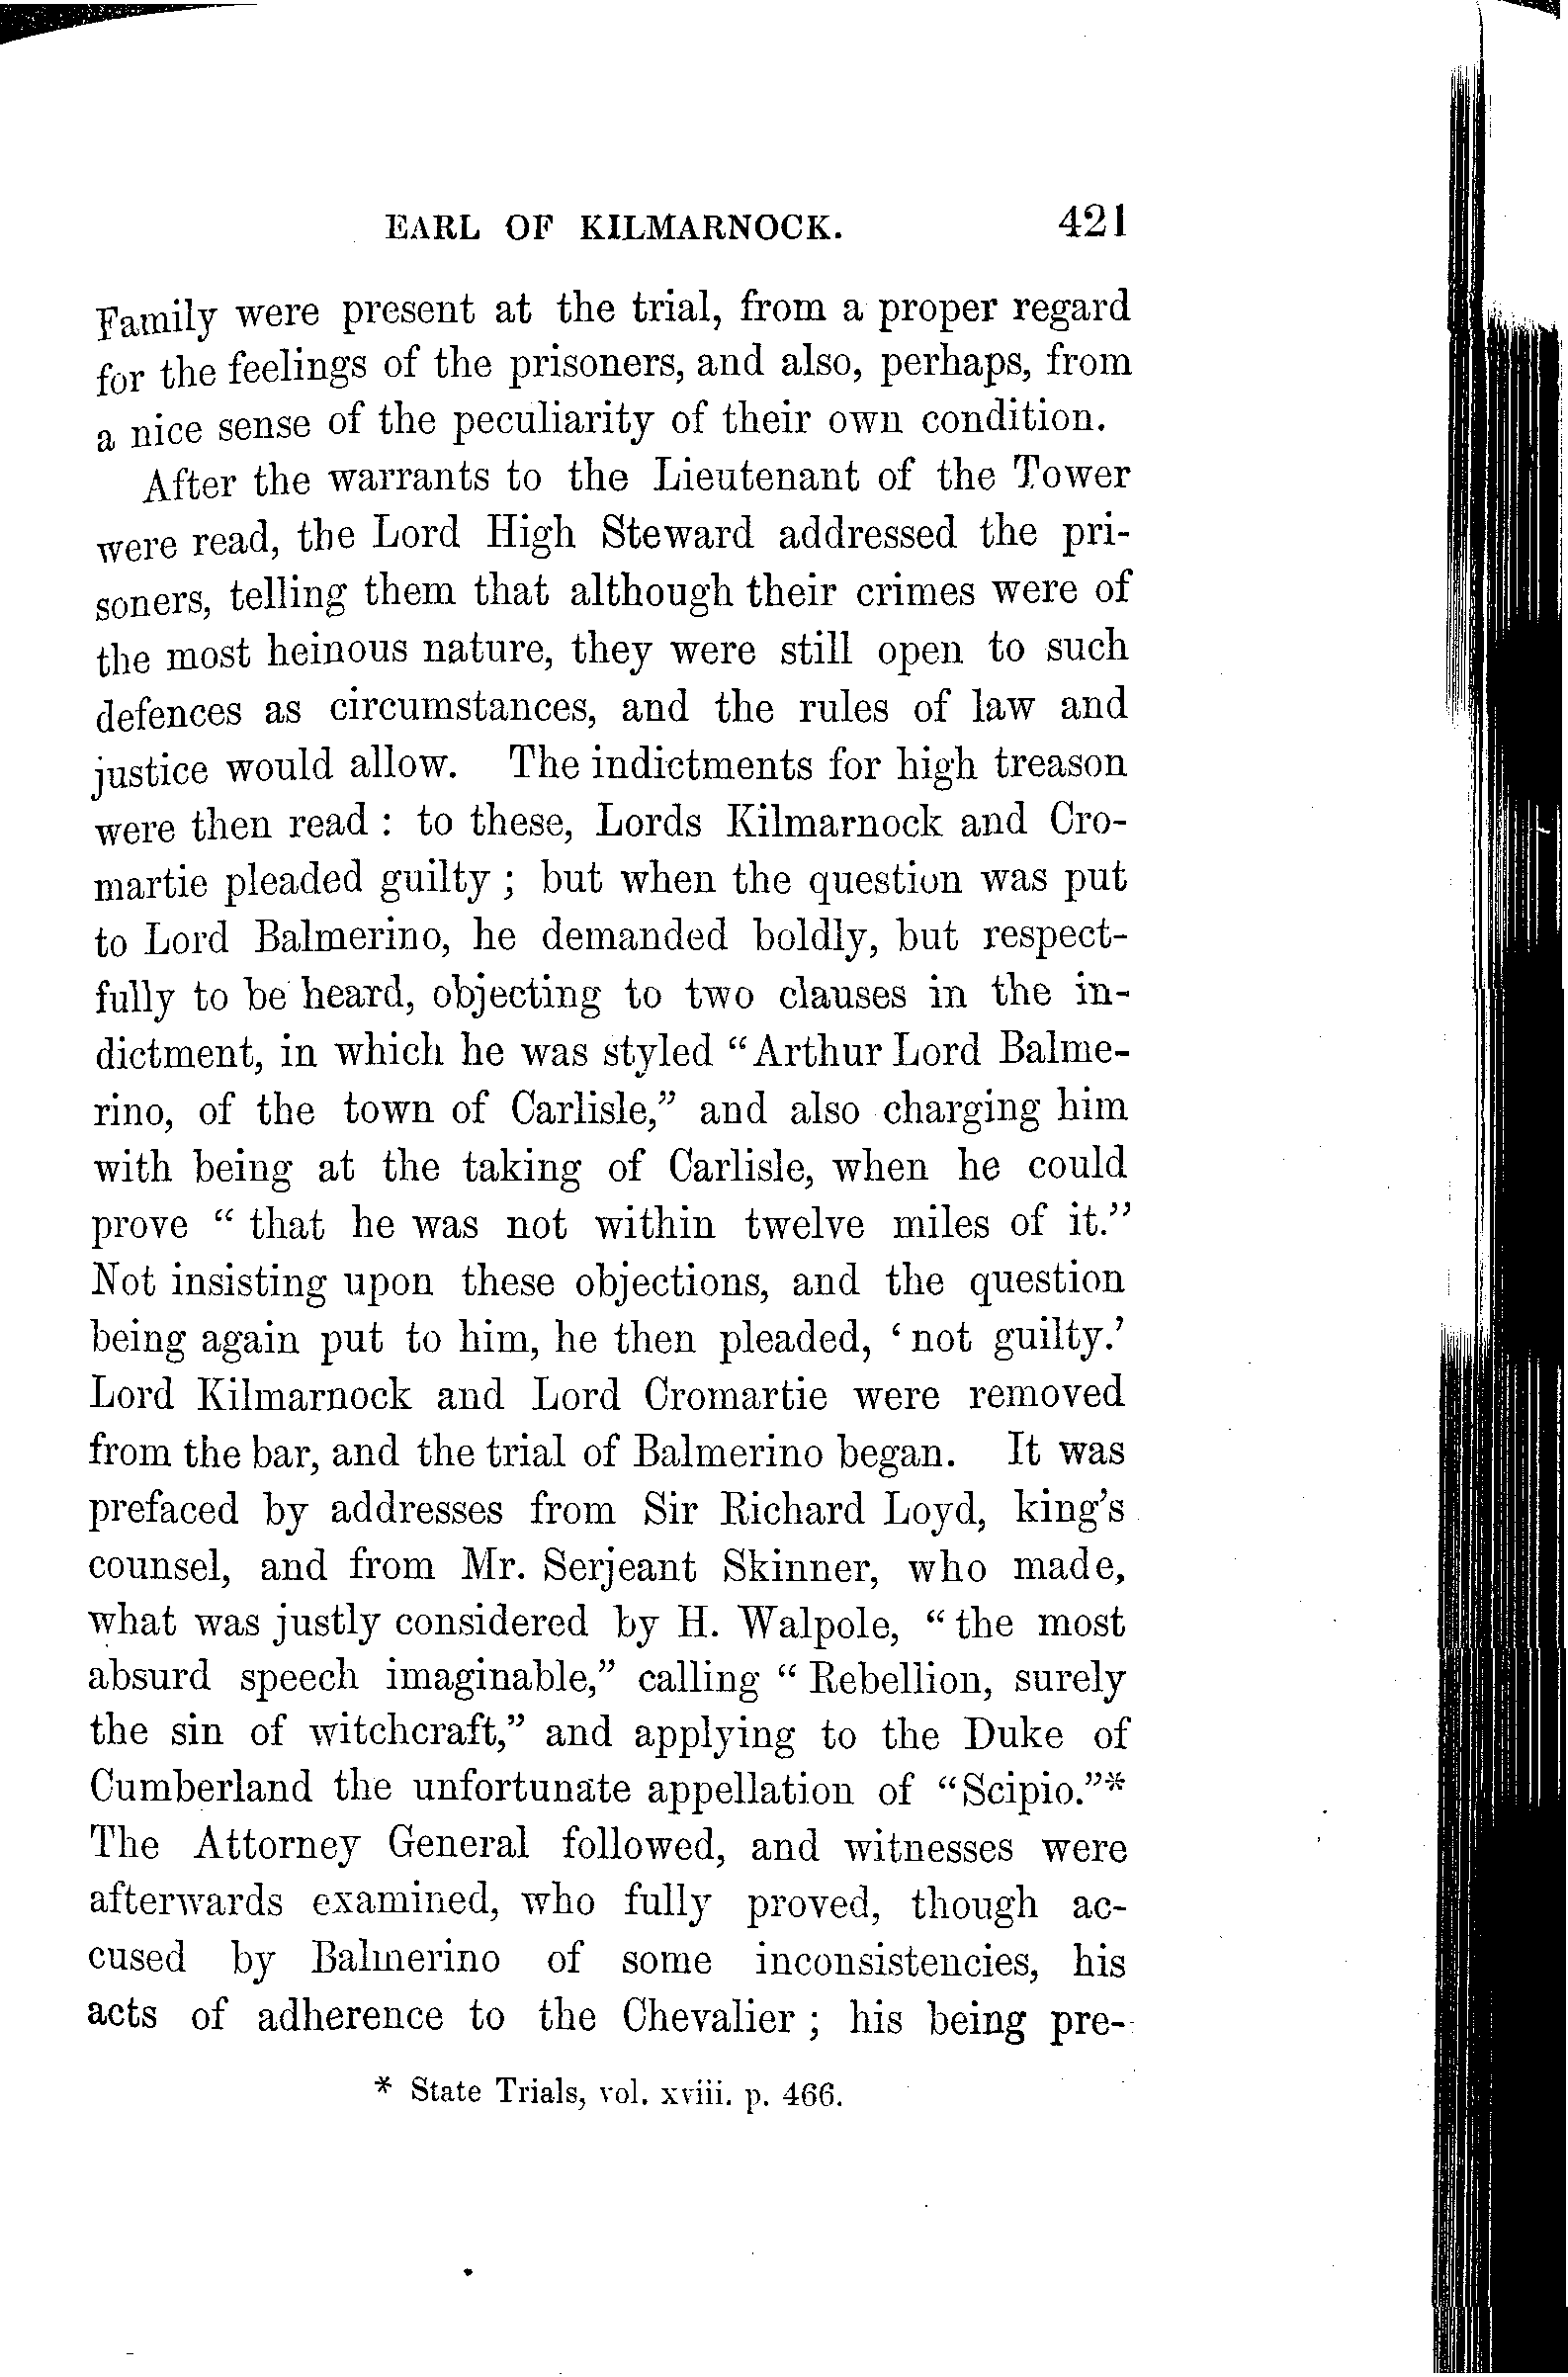 EARL OF KILMARNOCK. 421
Family were present at the trial, from a proper regard
for the feelings of the prisoners, and also, perhaps, from
a nice sense of the peculiarity of their own condition.
After the warrants to the Lieutenant of the Tower
were read, the Lord High Steward addressed the pri-
soners, telling them that although their crimes were of
the most heinous nature, they were still open to such
defences as circumstances, and the rules of law and
justice would allow. The indictments for high treason
were then read : to these, Lords Kilmarnock and Cro-
martie pleaded guilty ; but when the question was put
to Lord Balmerino, he demanded boldly, but respect-
fully to be heard, objecting to two clauses in the in-
dictment, in which he was styled “Arthur Lord Balme-
rino, of the town of Carlisle,” and also charging him
with being at the taking of Carlisle, when he could
prove “ that he was not within twelve miles of it.”
Not insisting upon these objections, and the question
being again put to him, he then pleaded, ‘ not guilty.’
Lord Kilmarnock and Lord Cromartie were removed
from the bar, and the trial of Balmerino began. It was
prefaced by addresses from Sir Richard Loyd, king’s
counsel, and from Mr. Serjeant Skinner, who made,
what was justly considered by H. Walpole, “ the most
absurd speech imaginable,” calling “ Rebellion, surely
the sin of witchcraft,” and applying to the Duke of
Cumberland the unfortunate appellation of “Scipio.”*
The Attorney General followed, and witnesses were
afterwards examined, who fully proved, though ac-
cused by Balmerino of some inconsistencies, his
acts of adherence to the Chevalier ; his being pre-
* State Trials, vol. xviii. p. 466.